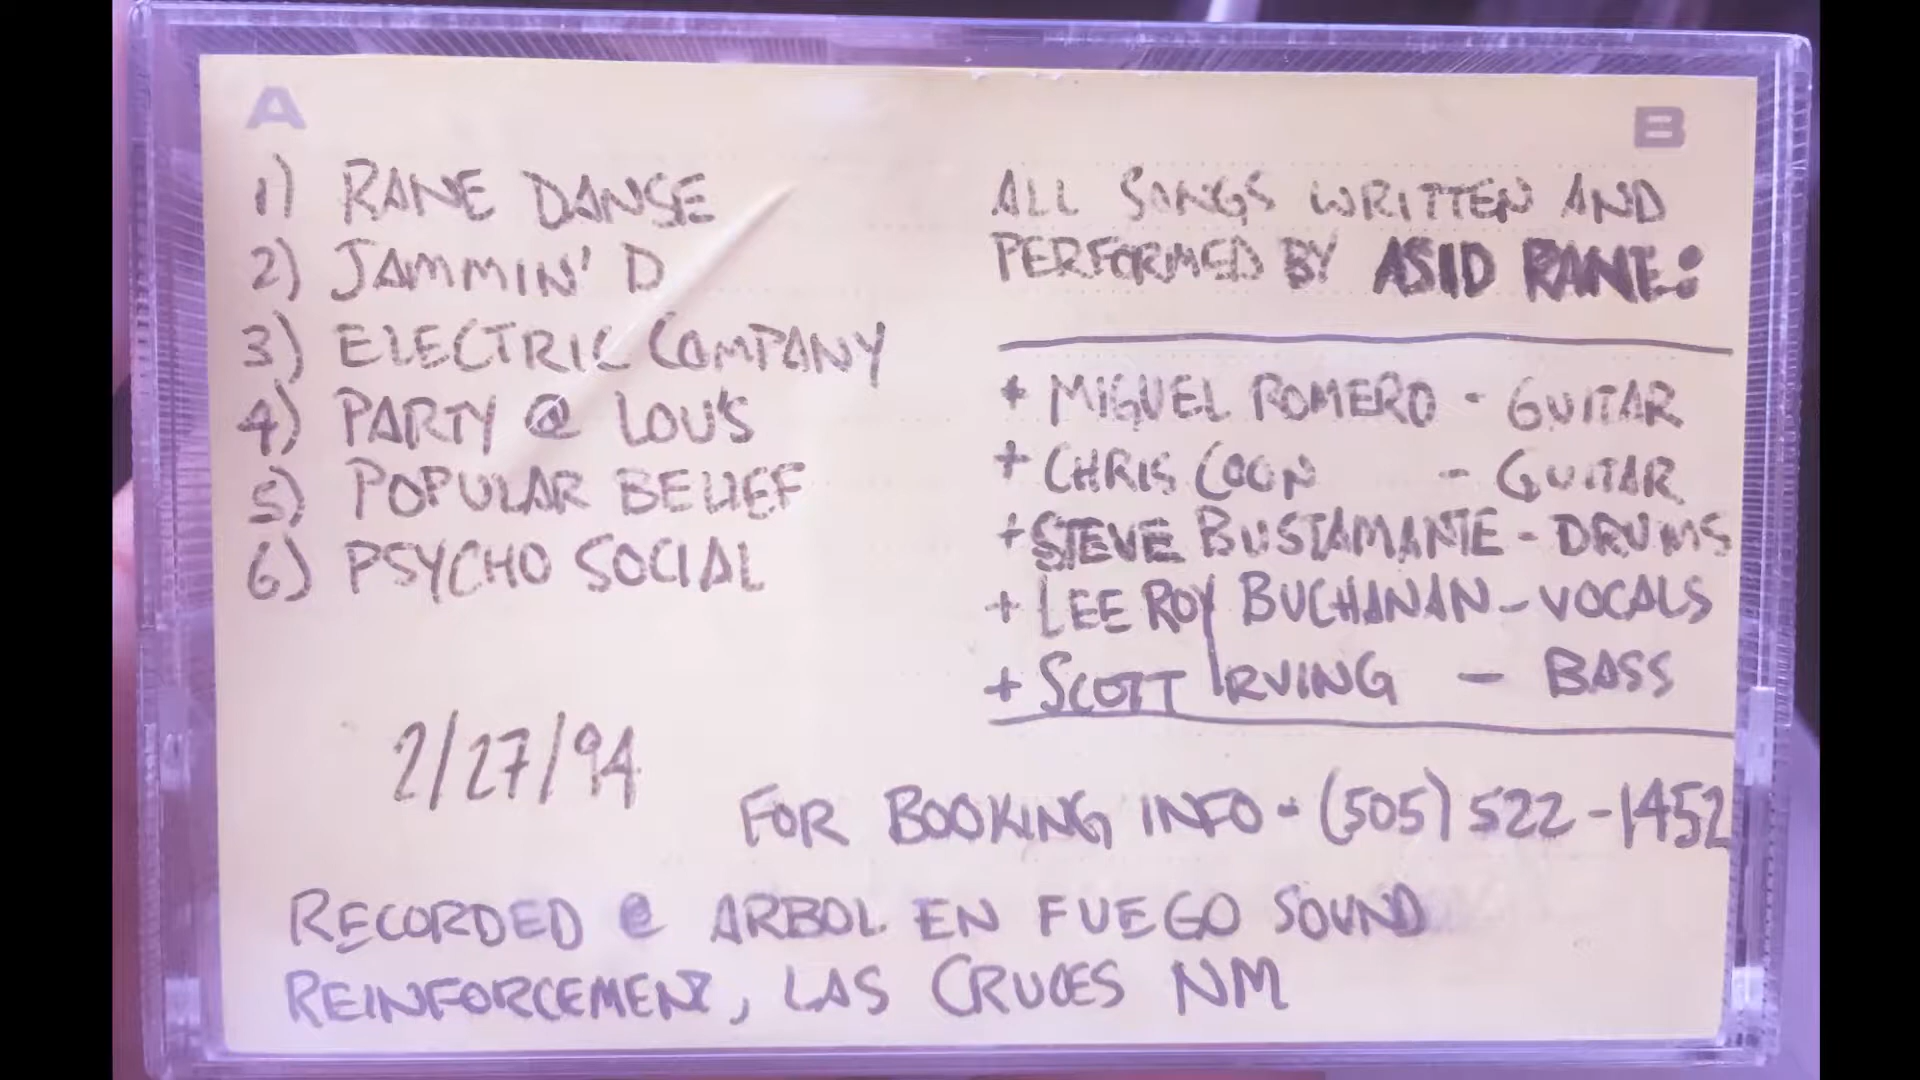 A
B
1) RANE DANSE
2) JAMMIN' D
3) ELECTRIC COMPANY
4) PARTY @ LOU'S
5) POPULAR BELIEF
6) PSYCHO SOCIAL
2/27/94
ALL SONGS WRITTEN AND
PERFORMED BY ASID RANE:
+ MIGUEL ROMERO - GUITAR
+ CHRIS COON - GUITAR
+ STEVE BUSTAMANTE - DRUMS
+ LEE ROY BUCHANAN - VOCALS
+ SCOTT IRVING - BASS
FOR BOOKING INFO - (505) 522-1452
RECORDED @ ARBOL EN FUEGO SOUND
REINFORCEMENT, LAS CRUCES NM